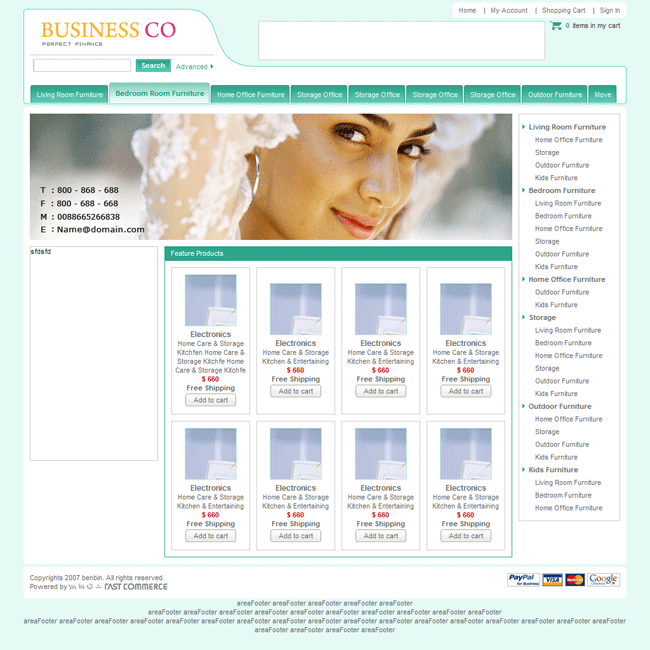 Home | My Account | Shopping Cart | Sign In
BUSINESS CO
PERFECT FINANCE
0 items in my cart
Search Advanced
Living Room Furniture Bedroom Room Furniture Home Office Furniture Storage Office Storage Office Storage Office Storage Office Outdoor Furniture Move
T : 800 - 868 - 688
F : 800 - 688 - 668
M : 0088665266838
E : Name@domain.com
sfdsfd
Feature Products
Electronics
Home Care & Storage
Kitchfen Home Care &
Storage Kitchfe Home
Care & Storage Kitchfe
$ 660
Free Shipping
Add to cart
Electronics
Home Care & Storage
Kitchen & Entertaining
$ 660
Free Shipping
Add to cart
Electronics
Home Care & Storage
Kitchen & Entertaining
$ 660
Free Shipping
Add to cart
Electronics
Home Care & Storage
Kitchen & Entertaining
$ 660
Free Shipping
Add to cart
Electronics
Home Care & Storage
Kitchen & Entertaining
$ 660
Free Shipping
Add to cart
Electronics
Home Care & Storage
Kitchen & Entertaining
$ 660
Free Shipping
Add to cart
Electronics
Home Care & Storage
Kitchen & Entertaining
$ 660
Free Shipping
Add to cart
Electronics
Home Care & Storage
Kitchen & Entertaining
$ 660
Free Shipping
Add to cart
Living Room Furniture
Home Office Furniture
Storage
Outdoor Furniture
Kids Furniture
Bedroom Furniture
Living Room Furniture
Bedroom Furniture
Home Office Furniture
Storage
Outdoor Furniture
Kids Furniture
Home Office Furniture
Outdoor Furniture
Kids Furniture
Storage
Living Room Furniture
Bedroom Furniture
Home Office Furniture
Storage
Outdoor Furniture
Kids Furniture
Outdoor Furniture
Home Office Furniture
Storage
Outdoor Furniture
Kids Furniture
Kids Furniture
Living Room Furniture
Bedroom Furniture
Home Office Furniture
Copyrights 2007 benbin. All rights reserved.
Powered by FAST COMMERCE
PayPal for Business VISA MasterCard Google Checkout
areaFooter areaFooter areaFooter areaFooter areaFooter
areaFooter areaFooter areaFooter areaFooter areaFooter areaFooter areaFooter areaFooter areaFooter areaFooter
areaFooter areaFooter areaFooter areaFooter areaFooter areaFooter areaFooter areaFooter areaFooter areaFooter areaFooter areaFooter areaFooter areaFooter areaFooter areaFooter areaFooter
areaFooter areaFooter areaFooter areaFooter